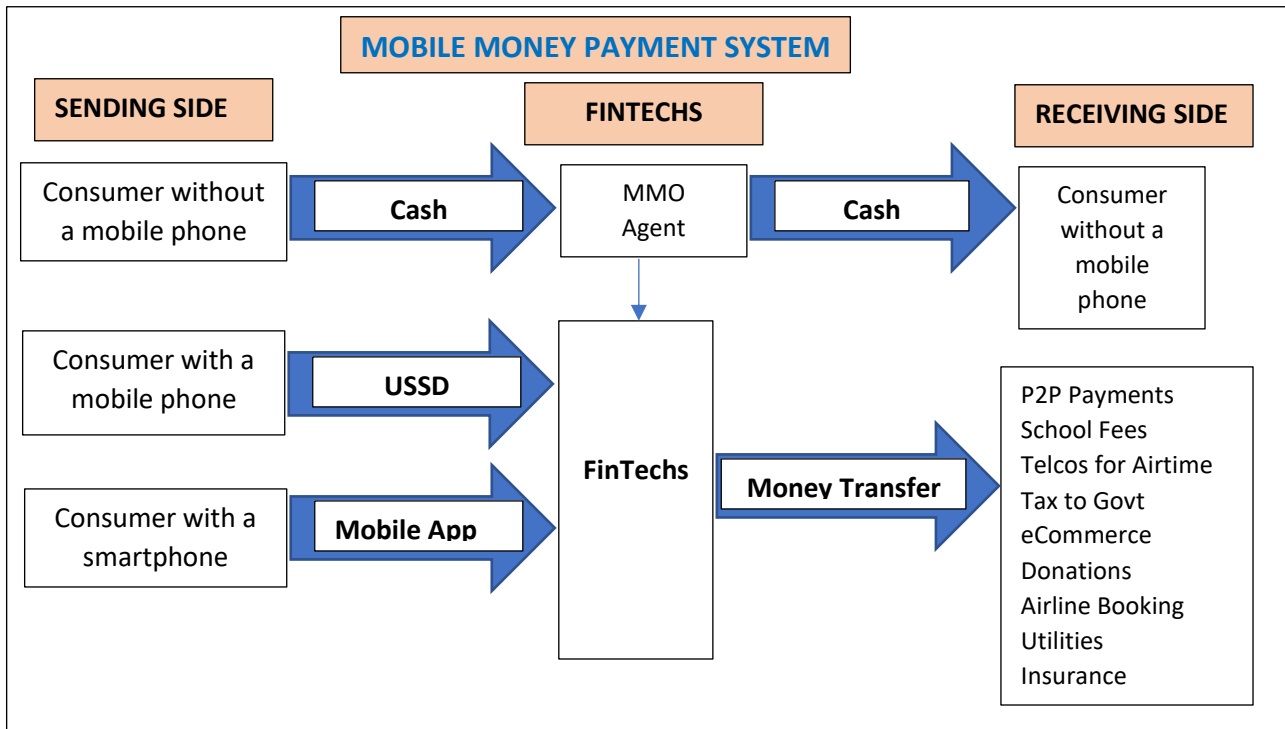 MOBILE MONEY PAYMENT SYSTEM
SENDING SIDE
FINTECHS
RECEIVING SIDE
Consumer without
a mobile phone
Cash
MMO
Agent
Cash
Consumer
without a
mobile
phone
Consumer with a
mobile phone
USSD
Consumer with a
smartphone
Mobile App
FinTechs
Money Transfer
P2P Payments
School Fees
Telcos for Airtime
Tax to Govt
eCommerce
Donations
Airline Booking
Utilities
Insurance